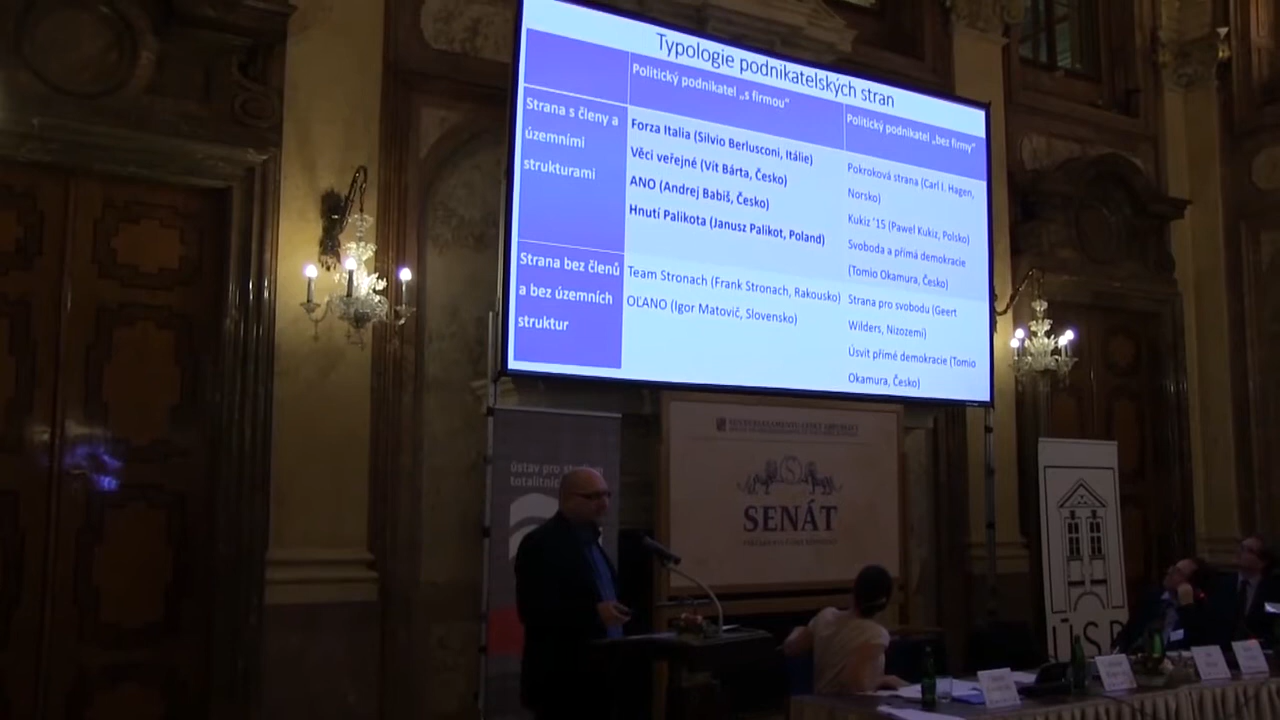 Typologie podnikatelských stran
Politický podnikatel „s firmou“
Politický podnikatel „bez firmy“
Strana s členy a
územními
strukturami
Forza Italia (Silvio Berlusconi, Itálie)
Věci veřejné (Vít Bárta, Česko)
ANO (Andrej Babiš, Česko)
Hnutí Palikota (Janusz Palikot, Poland)
Pokroková strana (Carl I. Hagen,
Norsko)
Kukiz '15 (Pawel Kukiz, Polsko)
Svoboda a přímá demokracie
(Tomio Okamura, Česko)
Strana bez členů
a bez územních
struktur
Team Stronach (Frank Stronach, Rakousko)
OĽANO (Igor Matovič, Slovensko)
Strana pro svobodu (Geert
Wilders, Nizozemí)
Úsvit přímé demokracie (Tomio
Okamura, Česko)
ústav pro
SENÁT
ÚSP